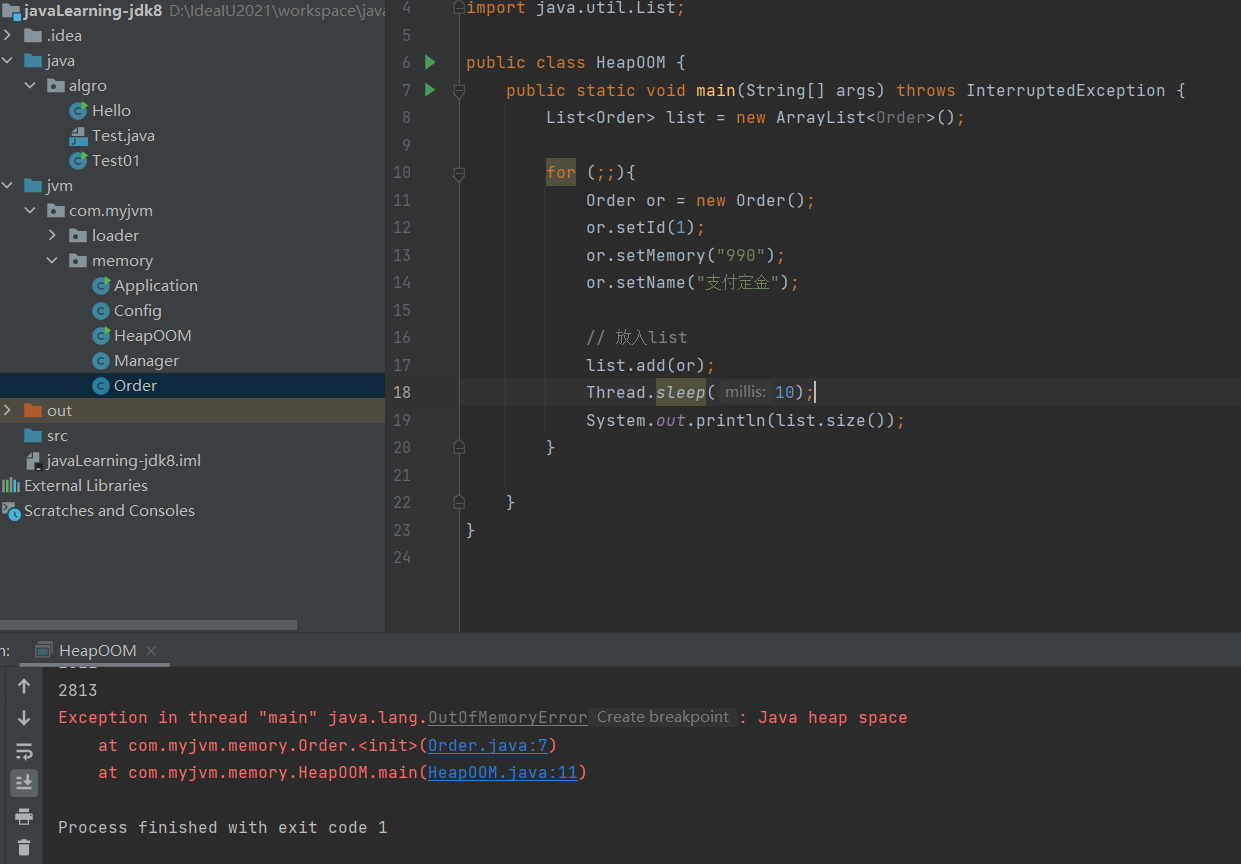 javaLearning-jdk8 D:\IdeaIU2021\workspace\java
.idea
java
algro
Hello
Test.java
Test01
jvm
com.myjvm
loader
memory
Application
Config
HeapOOM
Manager
Order
out
src
javaLearning-jdk8.iml
External Libraries
Scratches and Consoles
4 import java.util.List;
5
6 public class HeapOOM {
7 public static void main(String[] args) throws InterruptedException {
8 List<Order> list = new ArrayList<Order>();
9
10 for (;;){
11 Order or = new Order();
12 or.setId(1);
13 or.setMemory("990");
14 or.setName("支付定金");
15
16 // 放入list
17 list.add(or);
18 Thread.sleep( millis: 10);
19 System.out.println(list.size());
20 }
21
22 }
23 }
24
HeapOOM
2813
Exception in thread "main" java.lang.OutOfMemoryError Create breakpoint : Java heap space
at com.myjvm.memory.Order.<init>(Order.java:7)
at com.myjvm.memory.HeapOOM.main(HeapOOM.java:11)
Process finished with exit code 1